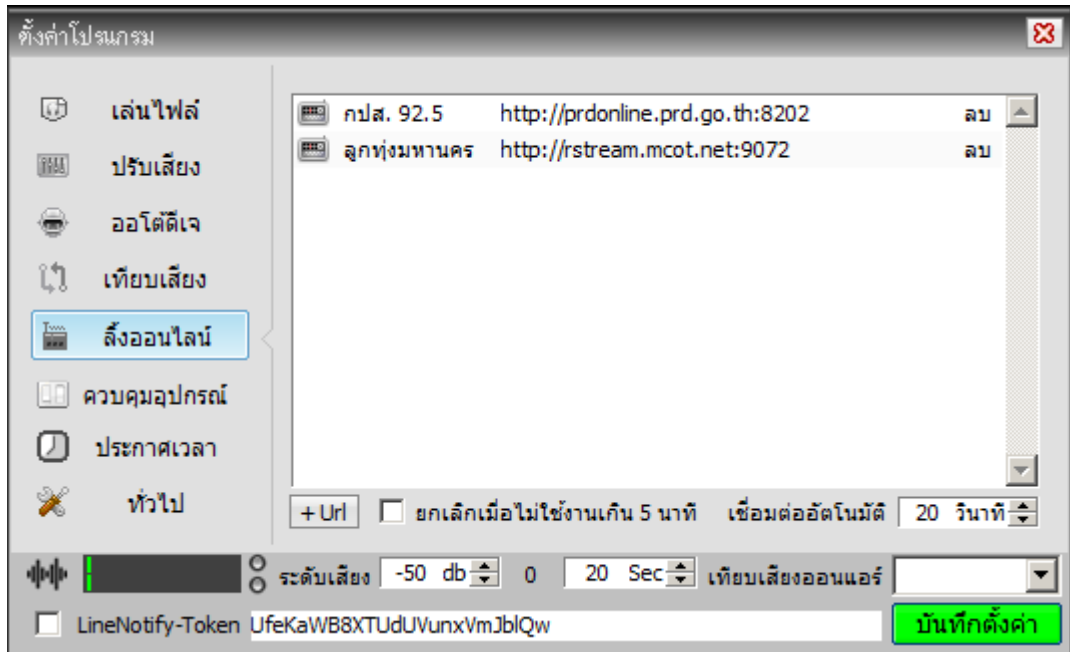 ตั้งค่าโปรแกรม
เล่นไฟล์
ปรับเสียง
ออโต้ดีเจ
เทียบเสียง
ลิ้งออนไลน์
ควบคุมอุปกรณ์
ประกาศเวลา
ทั่วไป
กปส. 92.5 http://prdonline.prd.go.th:8202 ลบ
ลูกทุ่งมหานคร http://rstream.mcot.net:9072 ลบ
+Url ยกเลิกเมื่อไม่ใช้งานเกิน 5 นาที เชื่อมต่ออัตโนมัติ 20 วินาที
ระดับเสียง -50 db 0 20 Sec เทียบเสียงออนแอร์
LineNotify-Token UfeKaWB8XTUdUVunxVmJblQw บันทึกตั้งค่า